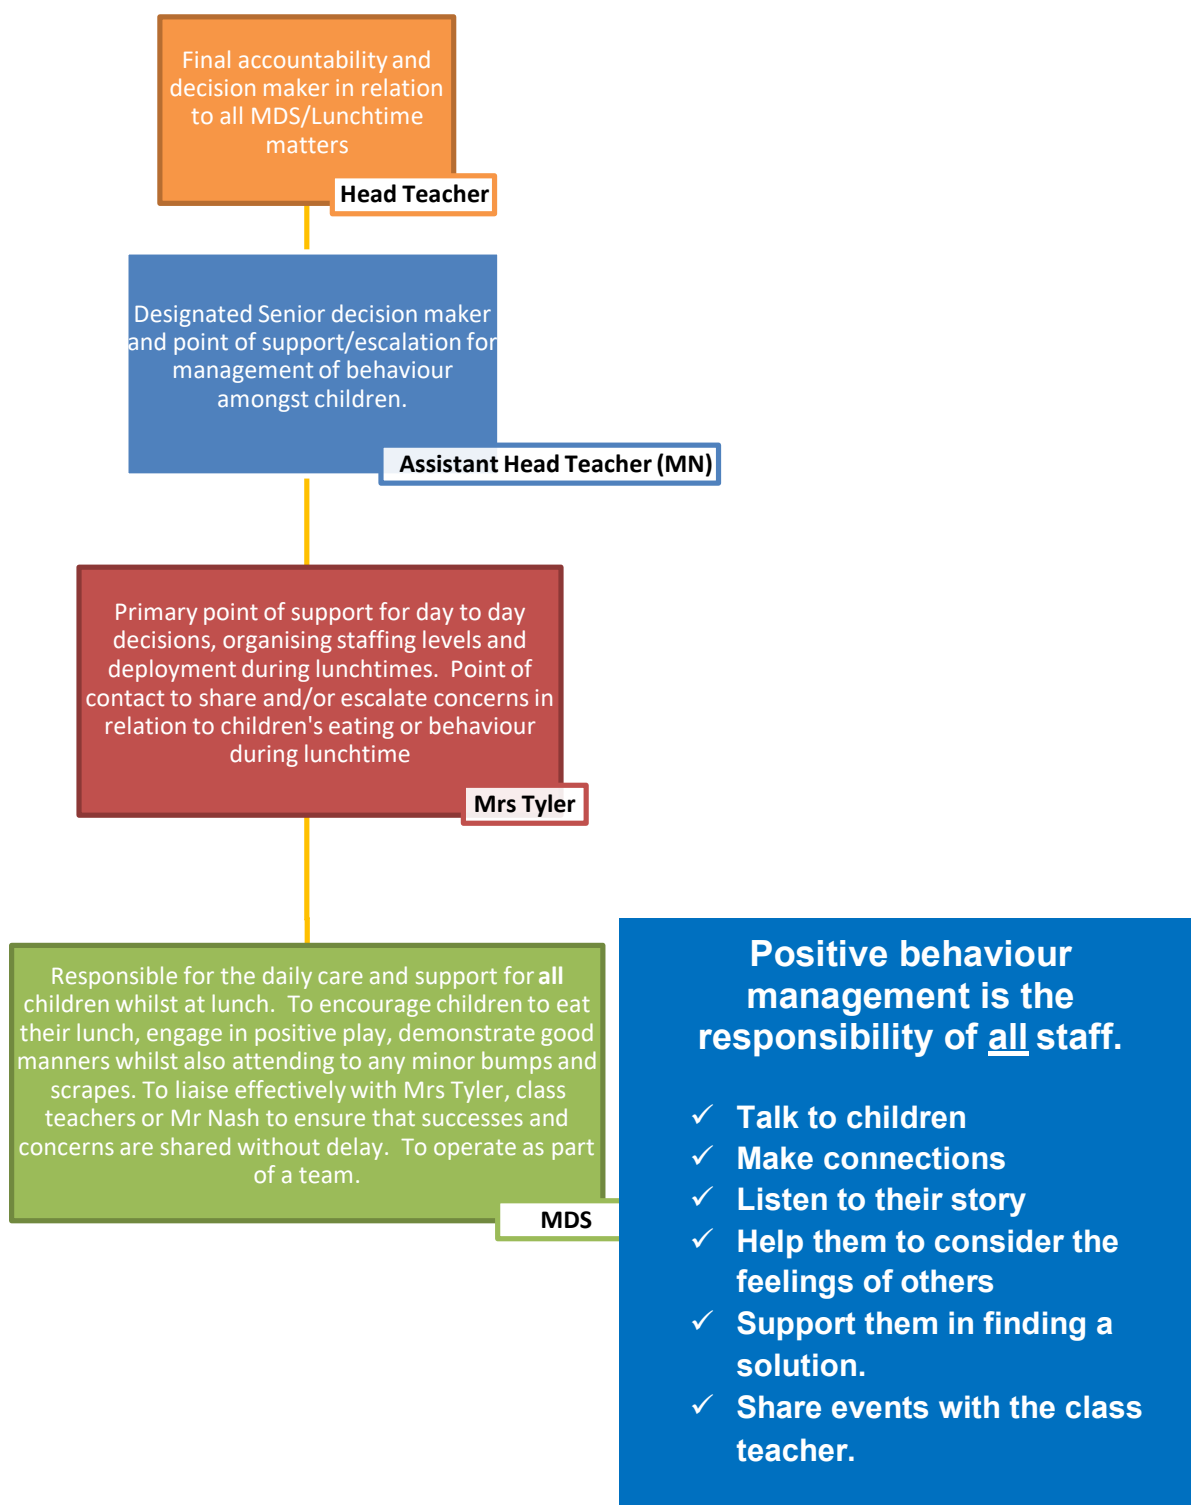 Final accountability and
decision maker in relation
to all MDS/Lunchtime
matters
Head Teacher
Designated Senior decision maker
and point of support/escalation for
management of behaviour
amongst children.
Assistant Head Teacher (MN)
Primary point of support for day to day
decisions, organising staffing levels and
deployment during lunchtimes.  Point of
contact to share and/or escalate concerns in
relation to children's eating or behaviour
during lunchtime
Mrs Tyler
Responsible for the daily care and support for all
children whilst at lunch.  To encourage children to eat
their lunch, engage in positive play, demonstrate good
manners whilst also attending to any minor bumps and
scrapes. To liaise effectively with Mrs Tyler, class
teachers or Mr Nash to ensure that successes and
concerns are shared without delay.  To operate as part
of a team.
MDS
Positive behaviour
management is the
responsibility of all staff.
✓ Talk to children
✓ Make connections
✓ Listen to their story
✓ Help them to consider the
feelings of others
✓ Support them in finding a
solution.
✓ Share events with the class
teacher.